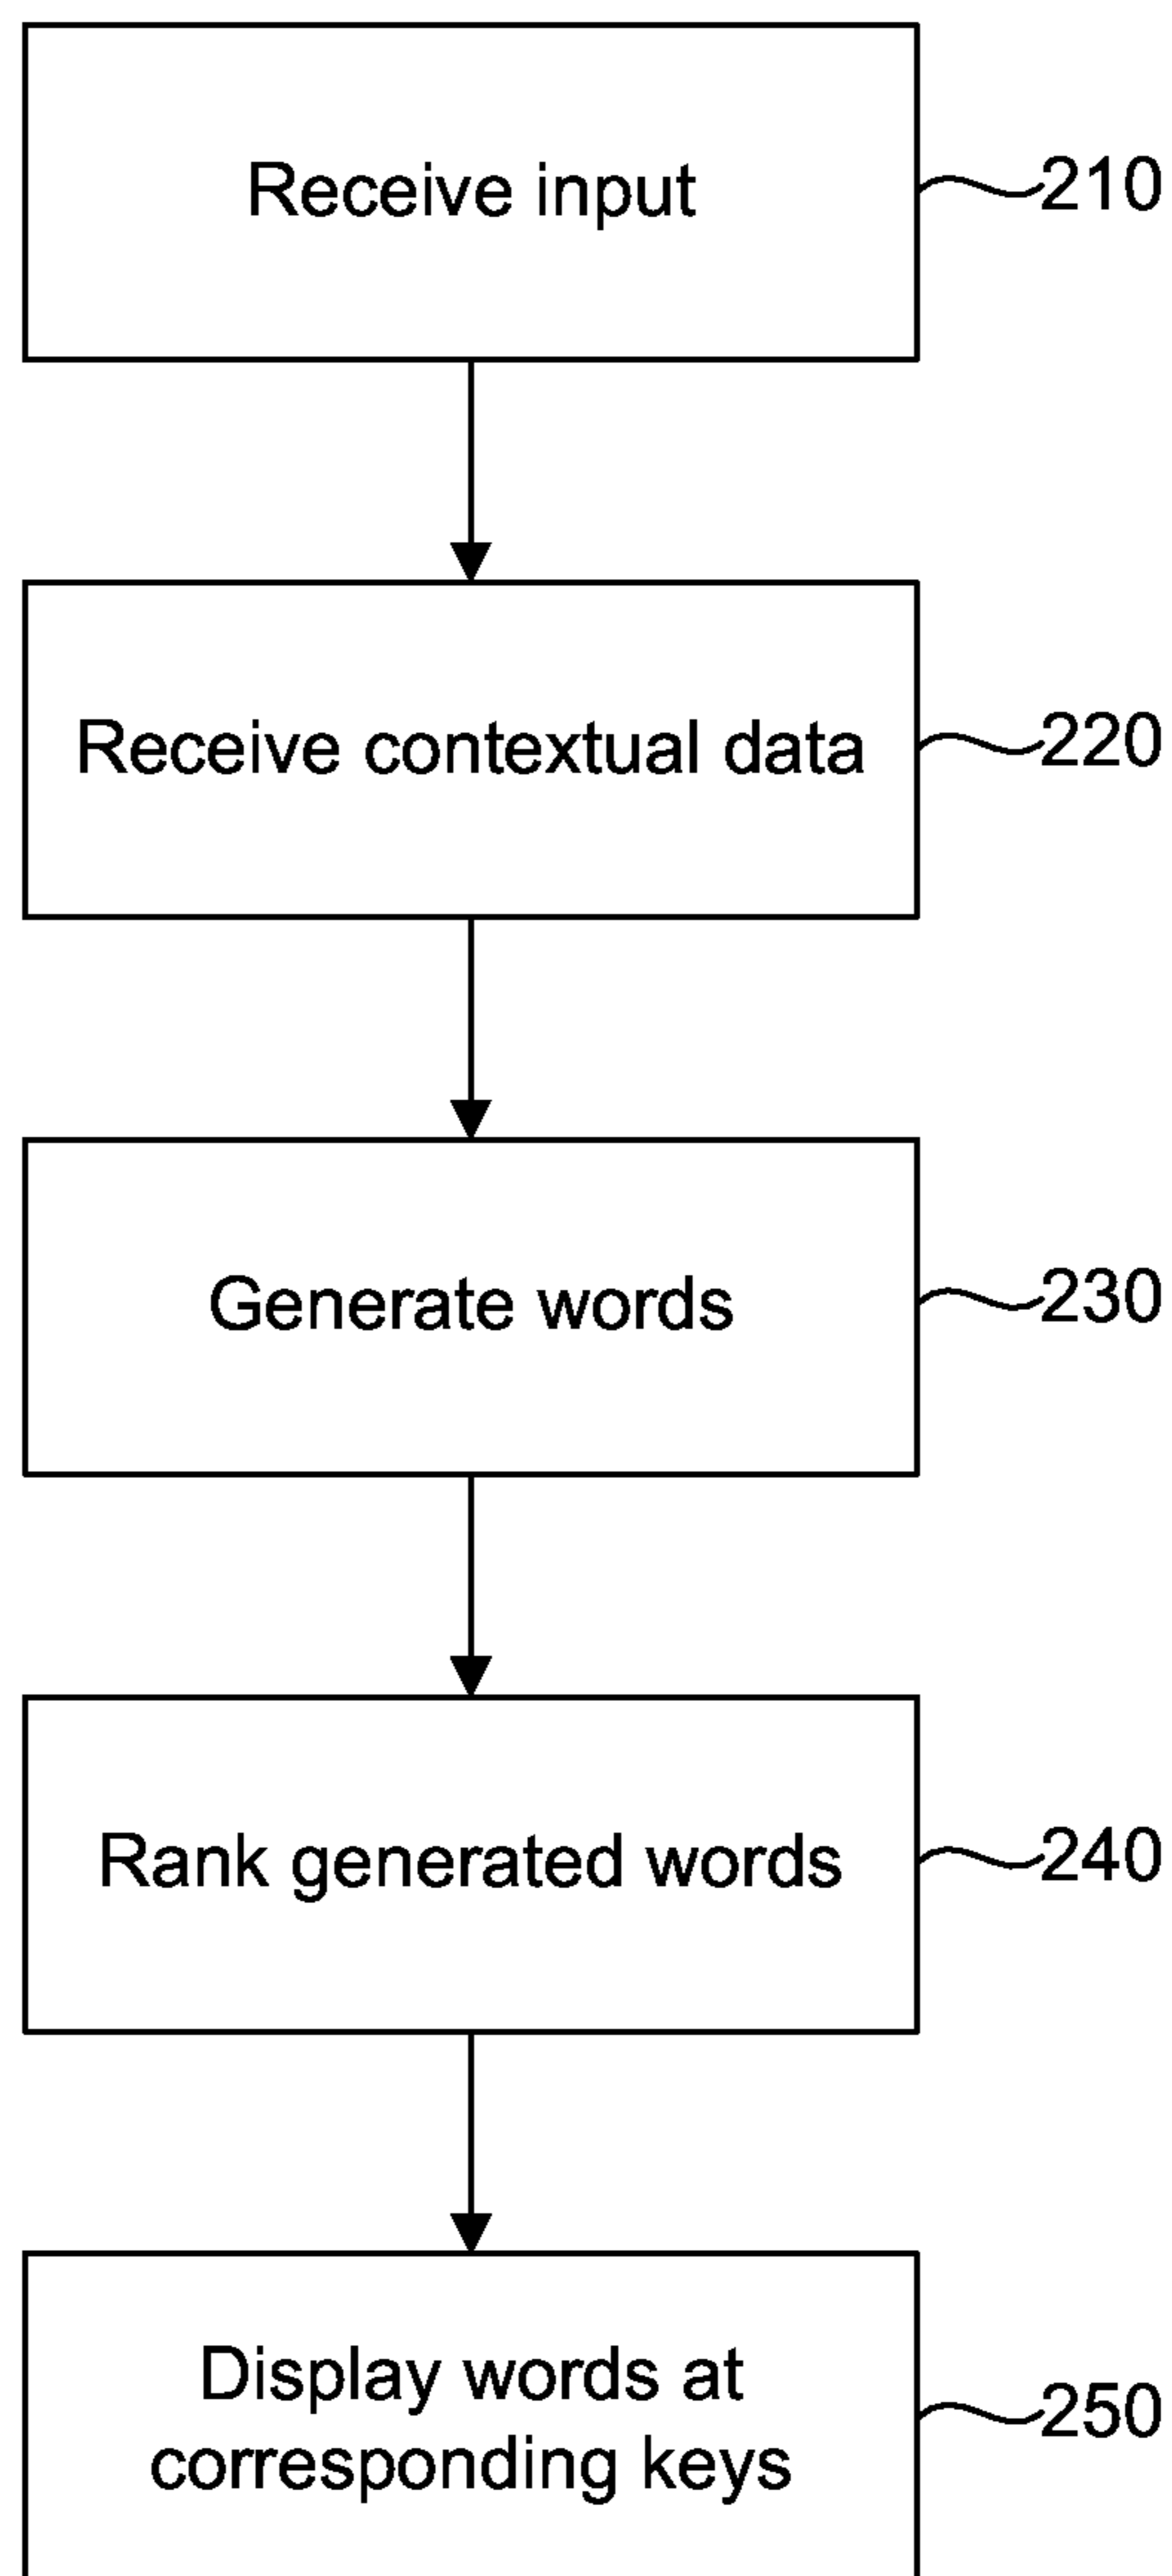 Receive input
210
Receive contextual data
220
Generate words
230
Rank generated words
240
Display words at
corresponding keys
250